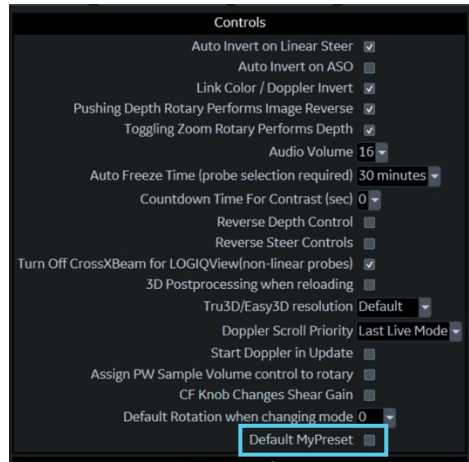 Controls
Auto Invert on Linear Steer
Auto Invert on ASO
Link Color / Doppler Invert
Pushing Depth Rotary Performs Image Reverse
Toggling Zoom Rotary Performs Depth
Audio Volume 16
Auto Freeze Time (probe selection required) 30 minutes
Countdown Time For Contrast (sec) 0
Reverse Depth Control
Reverse Steer Controls
Turn Off CrossXBeam for LOGIQView(non-linear probes)
3D Postprocessing when reloading
Tru3D/Easy3D resolution Default
Doppler Scroll Priority Last Live Mode
Start Doppler in Update
Assign PW Sample Volume control to rotary
CF Knob Changes Shear Gain
Default Rotation when changing mode 0
Default MyPreset